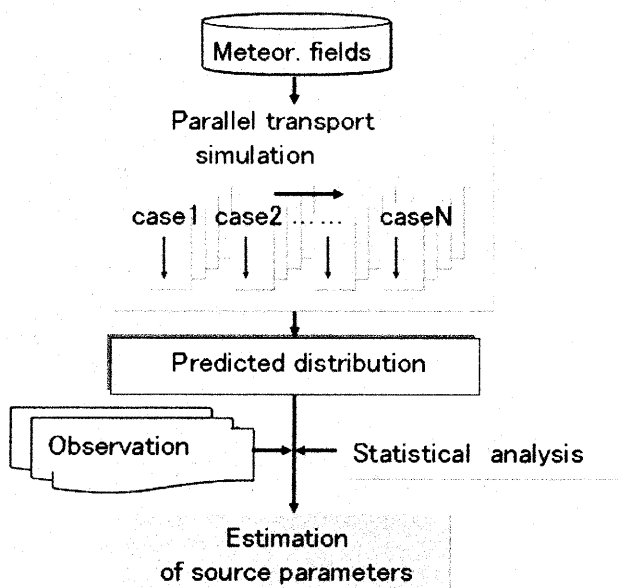 Meteor. fields
Parallel transport
simulation
case1 case2 ...... caseN
Predicted distribution
Observation
Statistical analysis
Estimation
of source parameters